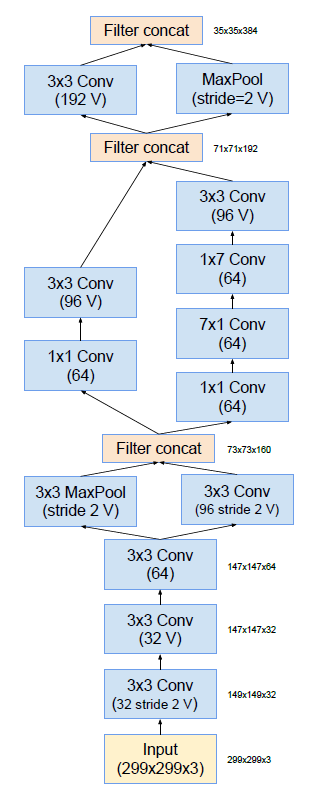 Filter concat
35x35x384
3x3 Conv
(192 V)
MaxPool
(stride=2 V)
Filter concat
71x71x192
3x3 Conv
(96 V)
1x7 Conv
(64)
3x3 Conv
(96 V)
7x1 Conv
(64)
1x1 Conv
(64)
1x1 Conv
(64)
Filter concat
73x73x160
3x3 MaxPool
(stride 2 V)
3x3 Conv
(96 stride 2 V)
3x3 Conv
(64)
147x147x64
3x3 Conv
(32 V)
147x147x32
3x3 Conv
(32 stride 2 V)
149x149x32
Input
(299x299x3)
299x299x3